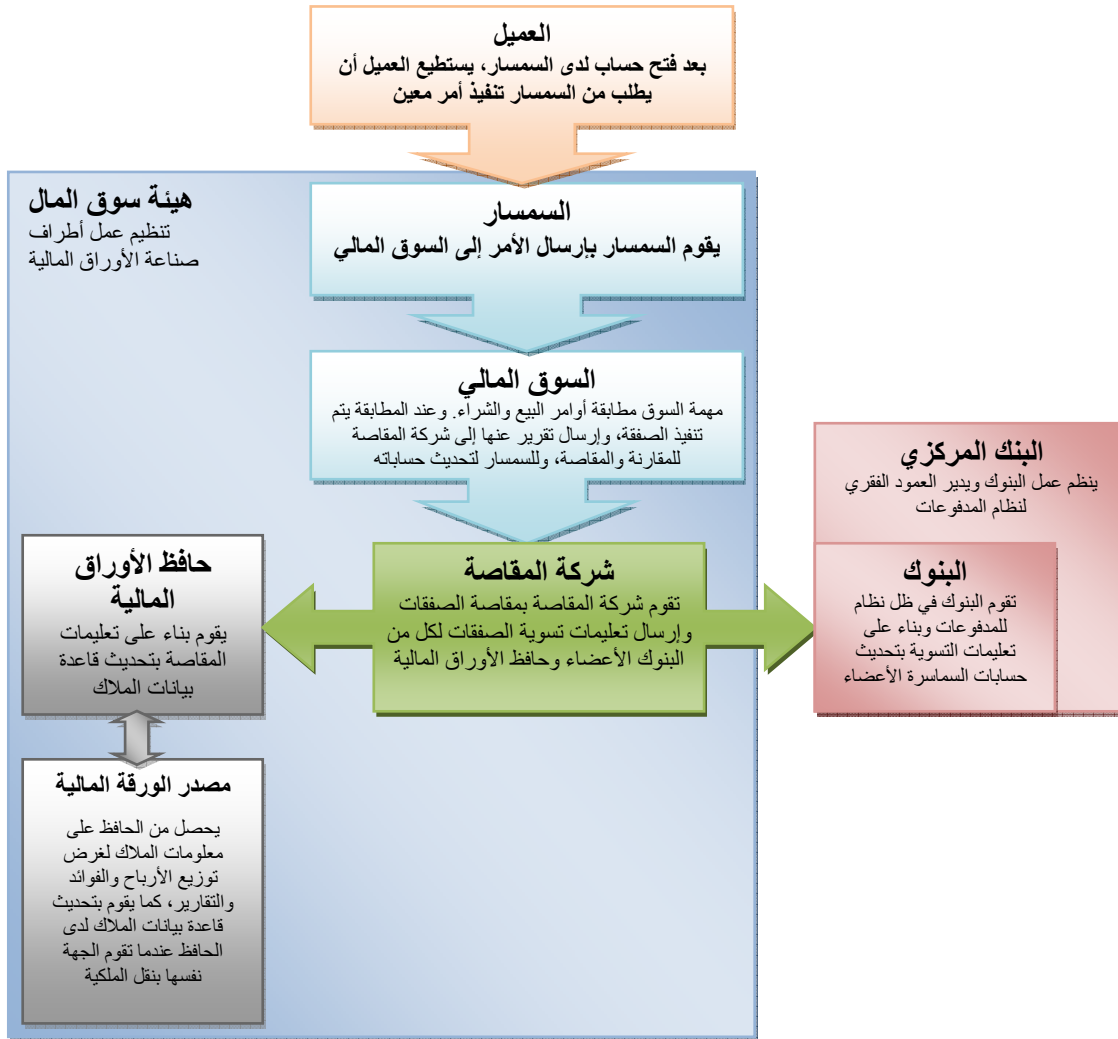 العميل
بعد فتح حساب لدى السمسار، يستطيع العميل أن
يطلب من السمسار تنفيذ أمر معين
هيئة سوق المال
تنظيم عمل أطراف
صناعة الأوراق المالية
السمسار
يقوم السمسار بإرسال الأمر إلى السوق المالي
السوق المالي
مهمة السوق مطابقة أوامر البيع والشراء. وعند المطابقة يتم
تنفيذ الصفقة، وإرسال تقرير عنها إلى شركة المقاصة
للمقارنة والمقاصة، وللسمسار لتحديث حساباته
البنك المركزي
ينظم عمل البنوك ويدير العمود الفقري
لنظام المدفوعات
البنوك
تقوم البنوك في ظل نظام
للمدفوعات وبناء على
تعليمات التسوية بتحديث
حسابات السماسرة الأعضاء
شركة المقاصة
تقوم شركة المقاصة بمقاصة الصفقات
وإرسال تعليمات تسوية الصفقات لكل من
البنوك الأعضاء وحافظ الأوراق المالية
حافظ الأوراق
المالية
يقوم بناء على تعليمات
المقاصة بتحديث قاعدة
بيانات الملاك
مصدر الورقة المالية
يحصل من الحافظ على
معلومات الملاك لغرض
توزيع الأرباح والفوائد
والتقارير، كما يقوم بتحديث
قاعدة بيانات الملاك لدى
الحافظ عندما تقوم الجهة
نفسها بنقل الملكية